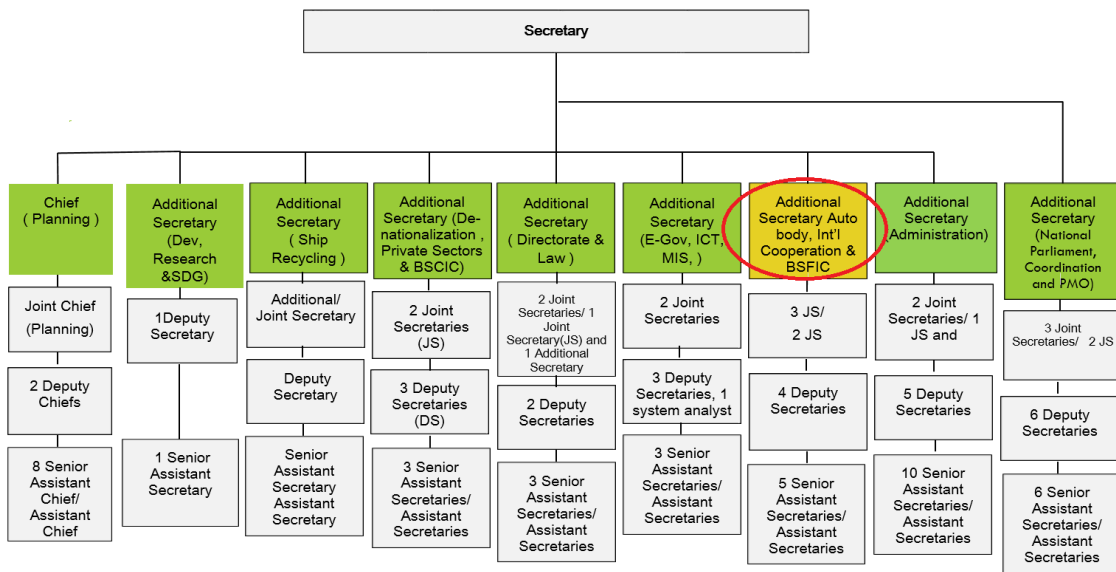 Secretary
Chief
( Planning )
Joint Chief
(Planning)
2 Deputy
Chiefs
8 Senior
Assistant
Chief/
Assistant
Chief
Additional
Secretary
(Dev,
Research
&SDG)
1Deputy
Secretary
1 Senior
Assistant
Secretary
Additional
Secretary
( Ship
Recycling )
Additional/
Joint Secretary
Deputy
Secretary
Senior
Assistant
Secretary
Assistant
Secretary
Additional
Secretary (De-
nationalization ,
Private Sectors
& BSCIC)
2 Joint
Secretaries
(JS)
3 Deputy
Secretaries
(DS)
3 Senior
Assistant
Secretaries/
Assistant
Secretaries
Additional
Secretary
( Directorate &
Law )
2 Joint
Secretaries/ 1
Joint
Secretary(JS) and
1 Additional
Secretary
2 Deputy
Secretaries
3 Senior
Assistant
Secretaries/
Assistant
Secretaries
Additional
Secretary
(E-Gov, ICT,
MIS, )
2 Joint
Secretaries
3 Deputy
Secretaries, 1
system analyst
3 Senior
Assistant
Secretaries/
Assistant
Secretaries
Additional
Secretary Auto
body, Int'l
Cooperation &
BSFIC
3 JS/
2 JS
4 Deputy
Secretaries
5 Senior
Assistant
Secretaries/
Assistant
Secretaries
Additional
Secretary
(Administration)
2 Joint
Secretaries/ 1
JS and
5 Deputy
Secretaries
10 Senior
Assistant
Secretaries/
Assistant
Secretaries
Additional
Secretary
(National
Parliament,
Coordination
and PMO)
3 Joint
Secretaries/ 2 JS
6 Deputy
Secretaries
6 Senior
Assistant
Secretaries/
Assistant
Secretaries